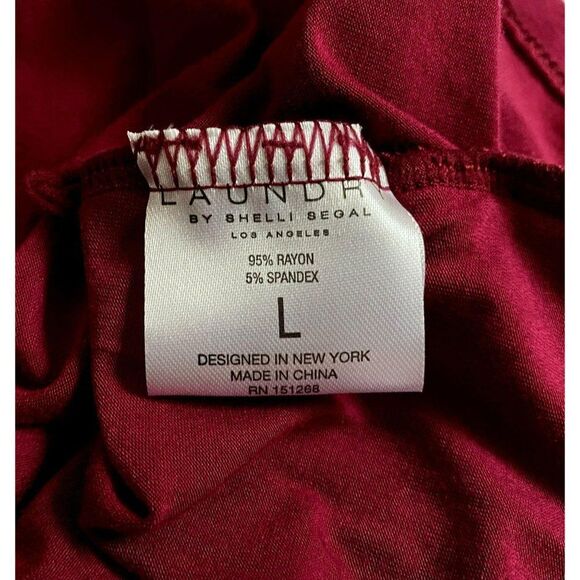 LAUNDRY
BY SHELLI SEGAL
LOS ANGELES
95% RAYON
5% SPANDEX
L
DESIGNED IN NEW YORK
MADE IN CHINA
RN 151268